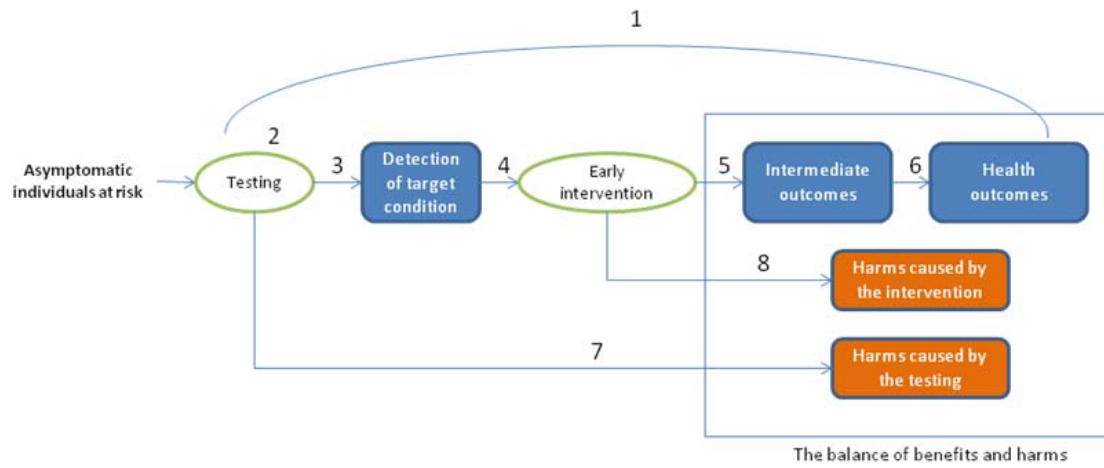 1
2
Asymptomatic
individuals at risk
Testing
3
Detection
of target
condition
4
Early
intervention
5
Intermediate
outcomes
6
Health
outcomes
8
Harms caused by
the intervention
7
Harms caused by
the testing
The balance of benefits and harms